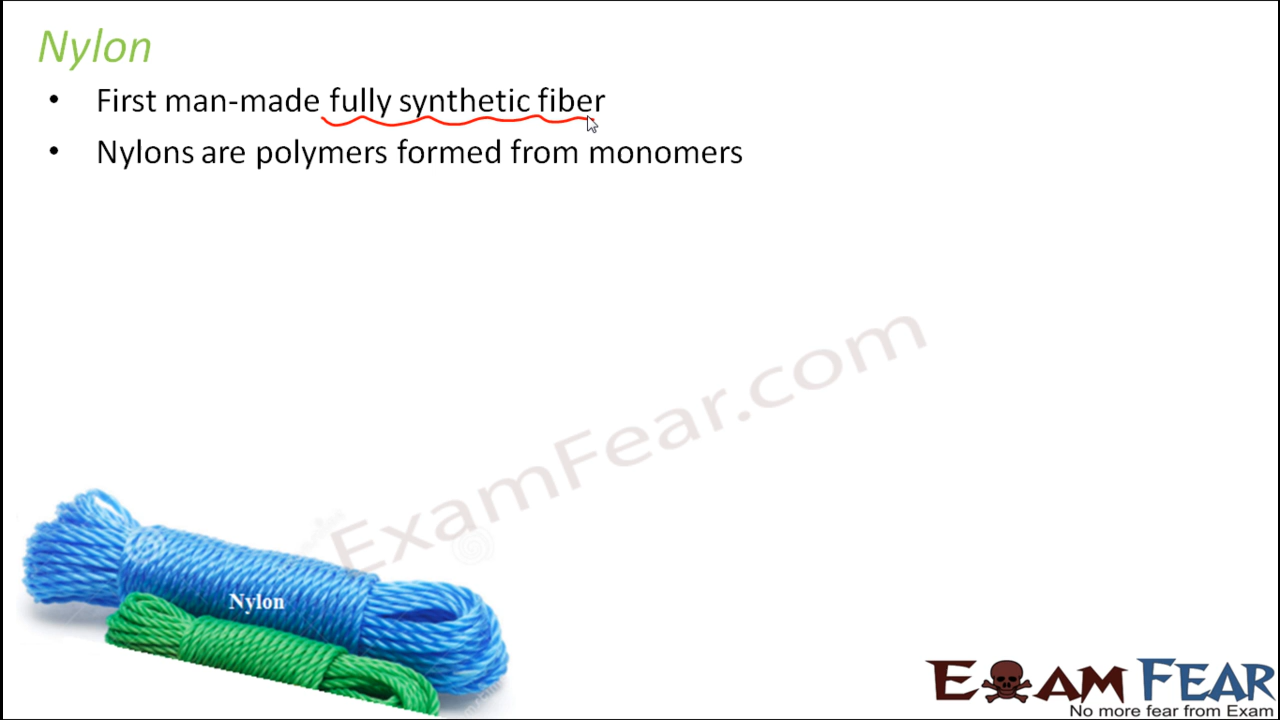 Nylon
• First man-made fully synthetic fiber
• Nylons are polymers formed from monomers
ExamFear.com
Nylon
EXAM FEAR
No more fear from Exam